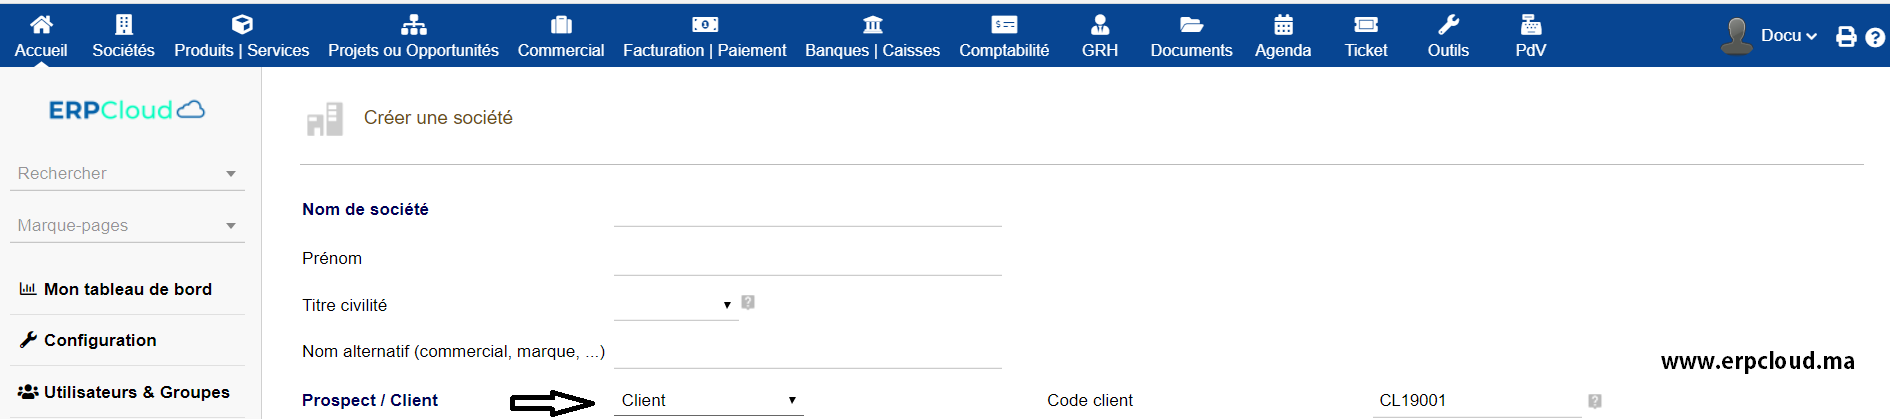 Accueil Sociétés Produits | Services Projets ou Opportunités Commercial Facturation | Paiement Banques | Caisses Comptabilité GRH Documents Agenda Ticket Outils PdV Docu
ERPCloud
Créer une société
Rechercher
Marque-pages
Mon tableau de bord
Configuration
Utilisateurs & Groupes
Nom de société
Prénom
Titre civilité
Nom alternatif (commercial, marque, ...)
www.erpcloud.ma
Prospect / Client Client Code client CL19001